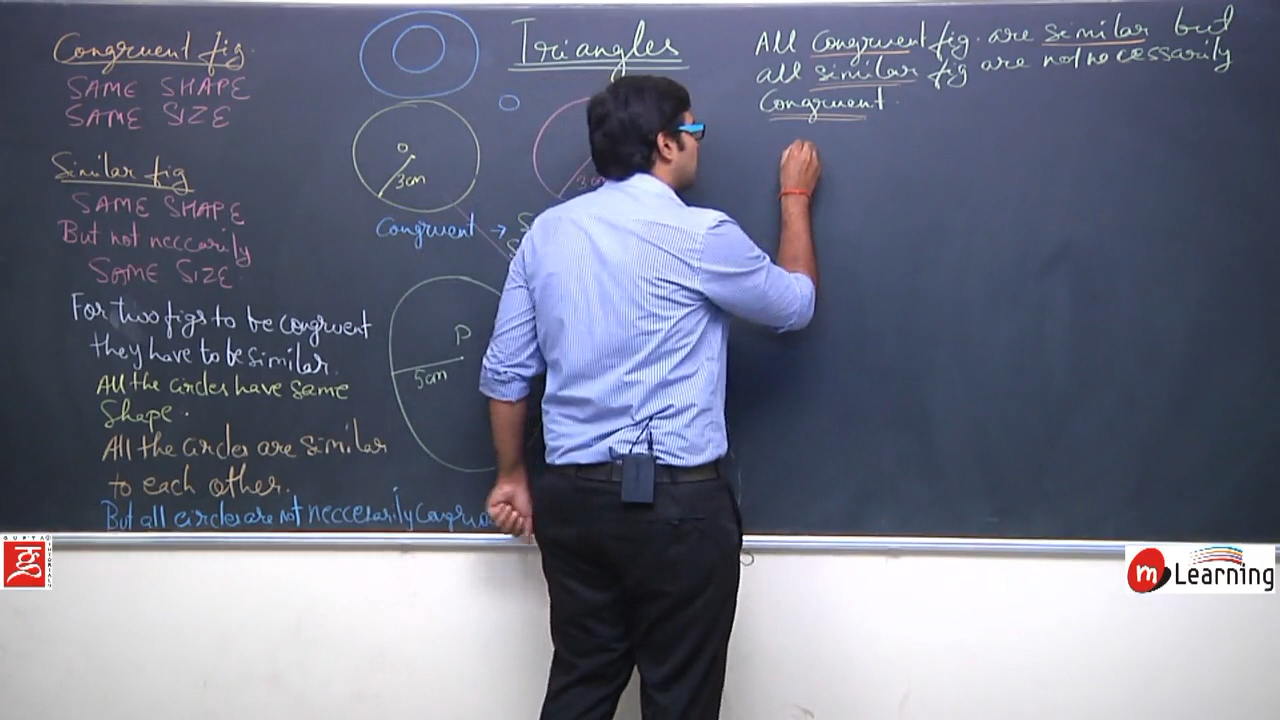 Congruent fig.
SAME SHAPE
SAME SIZE
Similar fig
SAME SHAPE
But not neccarily
SAME SIZE.
For two figs to be congruent
they have to be similar.
All the circles have same
shape.
All the circles are similar
to each other.
But all circles are not neccesarily
Triangles
O
3cm
3cm
Congruent →
P
5cm
All congruent fig. are similar but
all similar fig are not necessarily
Congruent.
GUPTA TUTORIALS
m Learning